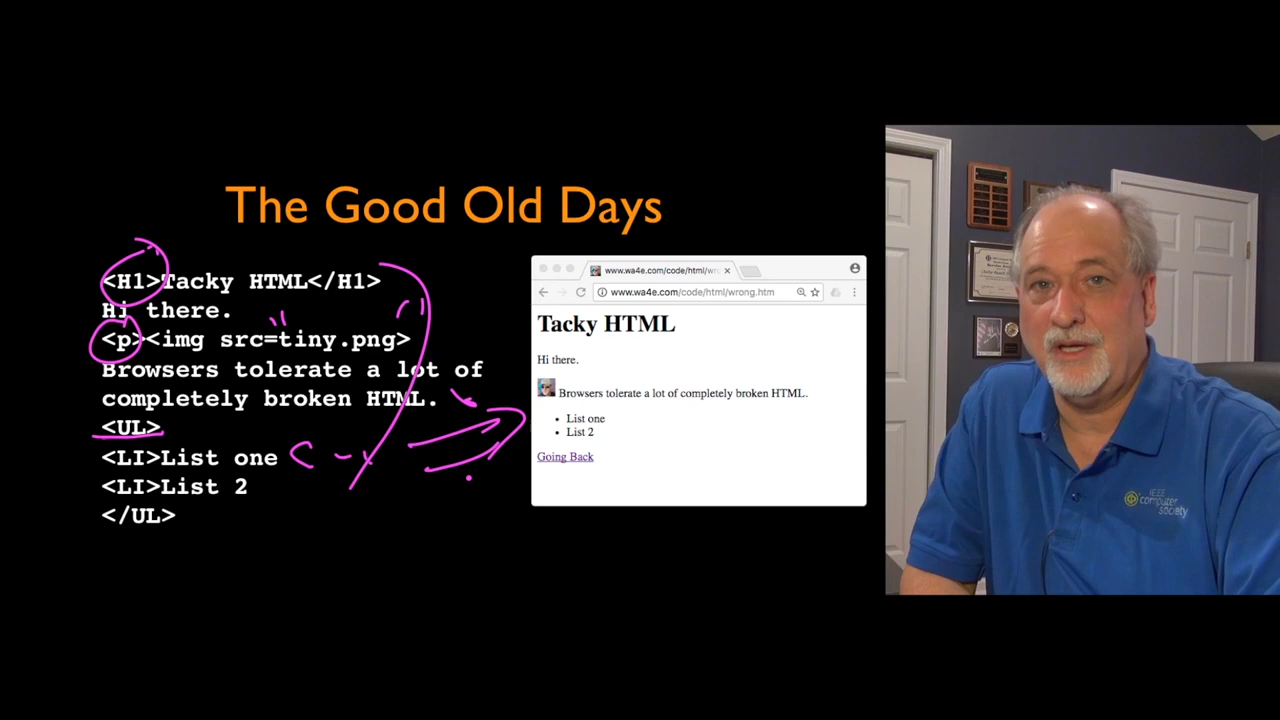 The Good Old Days
<H1>Tacky HTML</H1>
Hi there.
<p><img src=tiny.png>
Browsers tolerate a lot of
completely broken HTML.
<UL>
<LI>List one
<LI>List 2
</UL>
www.wa4e.com/code/html/wr
www.wa4e.com/code/html/wrong.htm
Tacky HTML
Hi there.
Browsers tolerate a lot of completely broken HTML.
List one
List 2
Going Back
IEEE
computer
society